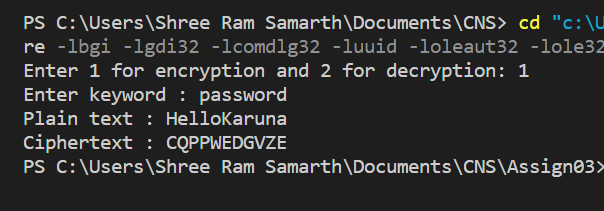 PS C:\Users\Shree Ram Samarth\Documents\CNS> cd "c:\U
re -lbgi -lgdi32 -lcomdlg32 -luuid -loleaut32 -lole32
Enter 1 for encryption and 2 for decryption: 1
Enter keyword : password
Plain text : HelloKaruna
Ciphertext : CQPPWEDGVZE
PS C:\Users\Shree Ram Samarth\Documents\CNS\Assign03>